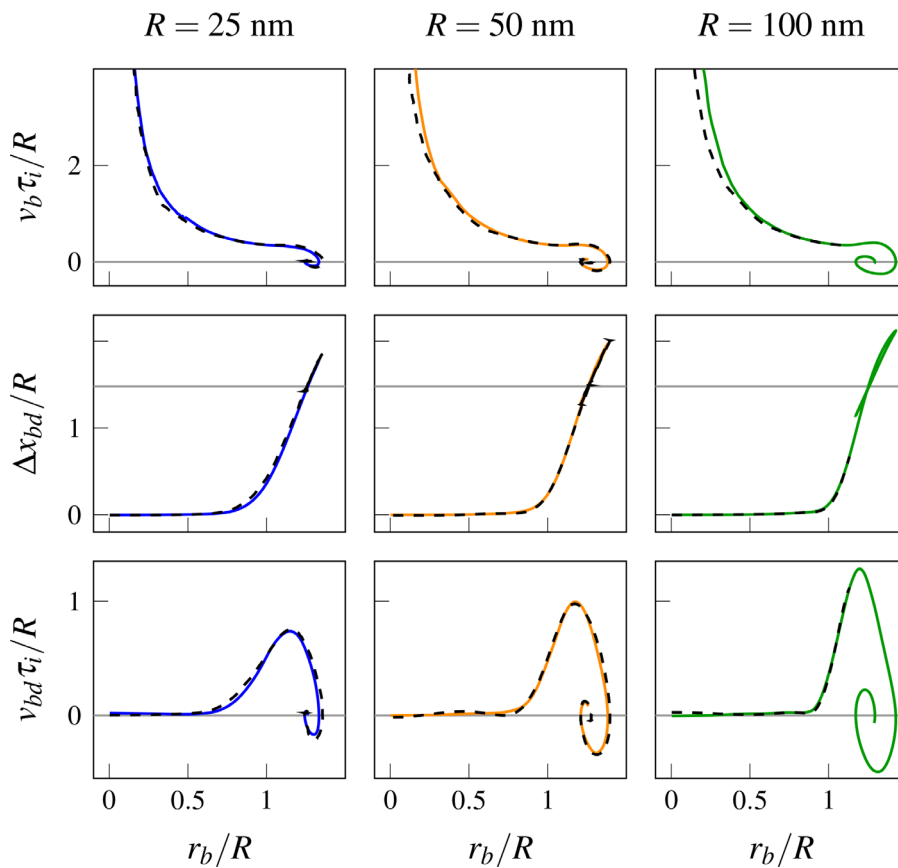 R = 25 nm R = 50 nm R = 100 nm
v_b τ_i/R
2
0
Δx_bd/R
1
0
v_bd τ_i/R
1
0
0 0.5 1 0 0.5 1 0 0.5 1
r_b/R r_b/R r_b/R